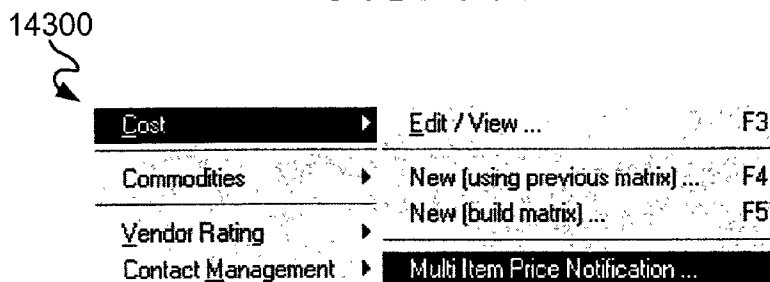 14300
Cost Edit / View ... F3
Commodities New (using previous matrix) ... F4
New (build matrix) ... F5
Vendor Rating
Contact Management Multi Item Price Notification ...